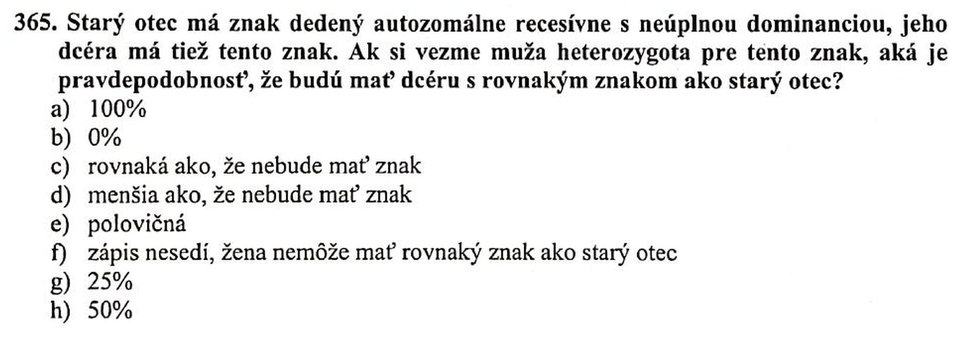 365. Starý otec má znak dedený autozomálne recesívne s neúplnou dominanciou, jeho
dcéra má tiež tento znak. Ak si vezme muža heterozygota pre tento znak, aká je
pravdepodobnosť, že budú mať dcéru s rovnakým znakom ako starý otec?
a) 100%
b) 0%
c) rovnaká ako, že nebude mať znak
d) menšia ako, že nebude mať znak
e) polovičná
f) zápis nesedí, žena nemôže mať rovnaký znak ako starý otec
g) 25%
h) 50%